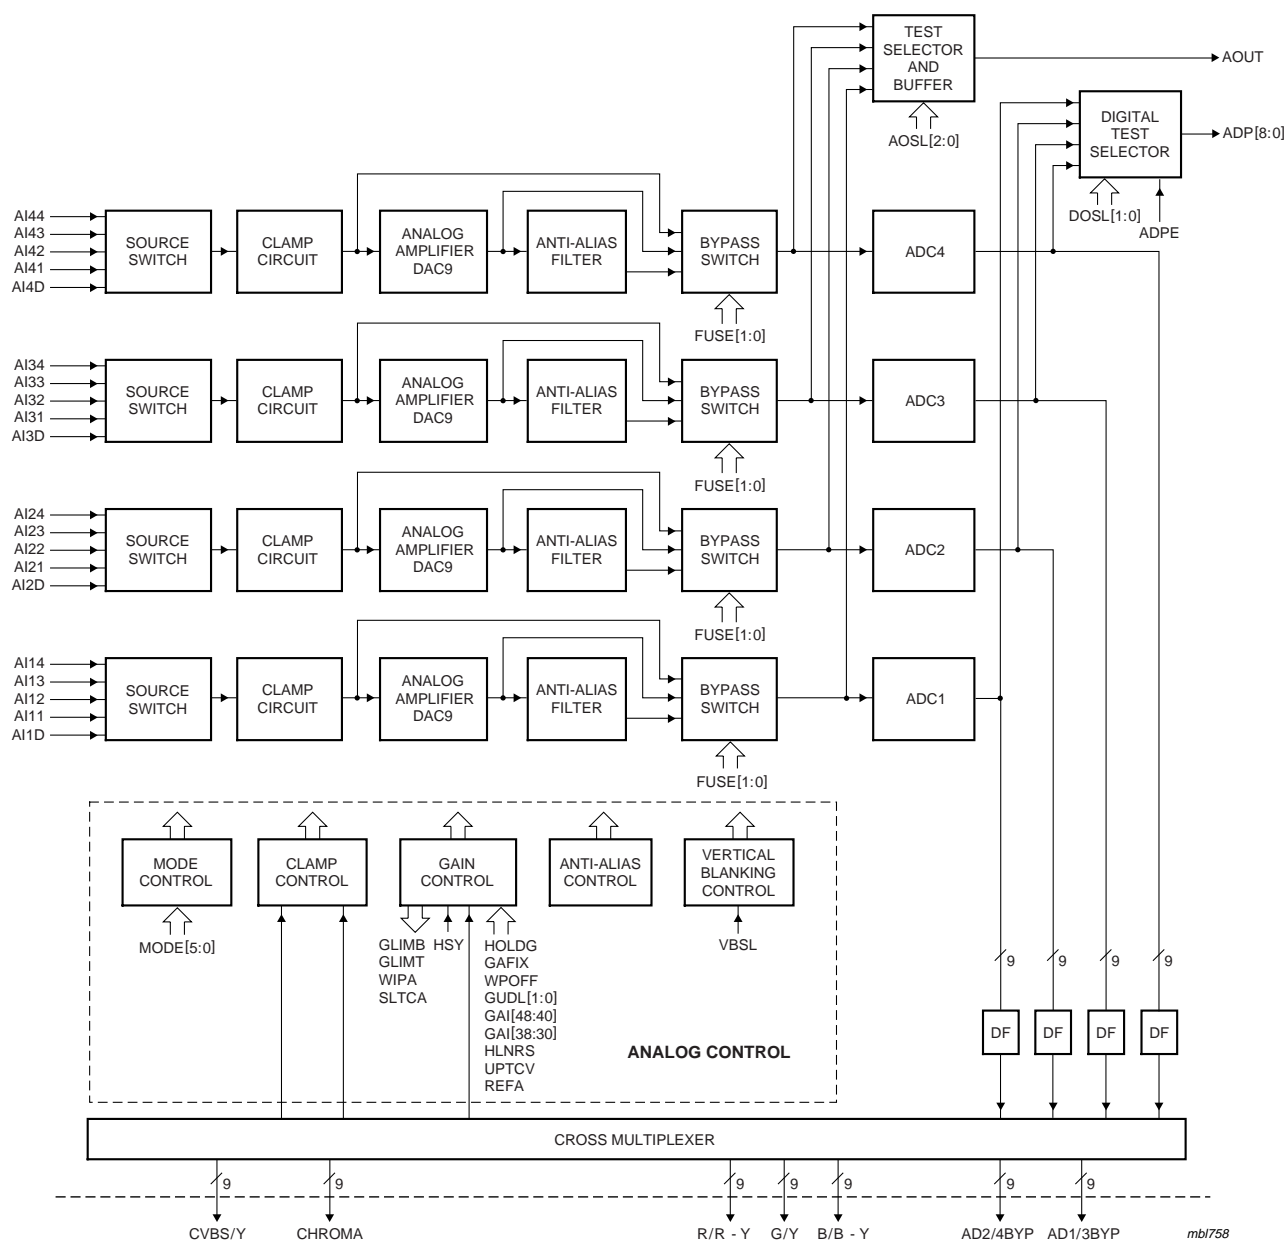 TEST
SELECTOR
AND
BUFFER
AOUT
AOSL[2:0]
DIGITAL
TEST
SELECTOR
ADP[8:0]
DOSL[1:0]
ADPE
AI44
AI43
AI42
AI41
AI4D
SOURCE
SWITCH
CLAMP
CIRCUIT
ANALOG
AMPLIFIER
DAC9
ANTI-ALIAS
FILTER
BYPASS
SWITCH
FUSE[1:0]
ADC4
AI34
AI33
AI32
AI31
AI3D
SOURCE
SWITCH
CLAMP
CIRCUIT
ANALOG
AMPLIFIER
DAC9
ANTI-ALIAS
FILTER
BYPASS
SWITCH
FUSE[1:0]
ADC3
AI24
AI23
AI22
AI21
AI2D
SOURCE
SWITCH
CLAMP
CIRCUIT
ANALOG
AMPLIFIER
DAC9
ANTI-ALIAS
FILTER
BYPASS
SWITCH
FUSE[1:0]
ADC2
AI14
AI13
AI12
AI11
AI1D
SOURCE
SWITCH
CLAMP
CIRCUIT
ANALOG
AMPLIFIER
DAC9
ANTI-ALIAS
FILTER
BYPASS
SWITCH
FUSE[1:0]
ADC1
MODE
CONTROL
MODE[5:0]
CLAMP
CONTROL
GAIN
CONTROL
GLIMB
GLIMT
WIPA
SLTCA
HSY
HOLDG
GAFIX
WPOFF
GUDL[1:0]
GAI[48:40]
GAI[38:30]
HLNRS
UPTCV
REFA
ANTI-ALIAS
CONTROL
VERTICAL
BLANKING
CONTROL
VBSL
ANALOG CONTROL
9 9 9 9
DF DF DF DF
CROSS MULTIPLEXER
9 9 9 9 9 9 9
CVBS/Y CHROMA R/R - Y G/Y B/B - Y AD2/4BYP AD1/3BYP
mbl758